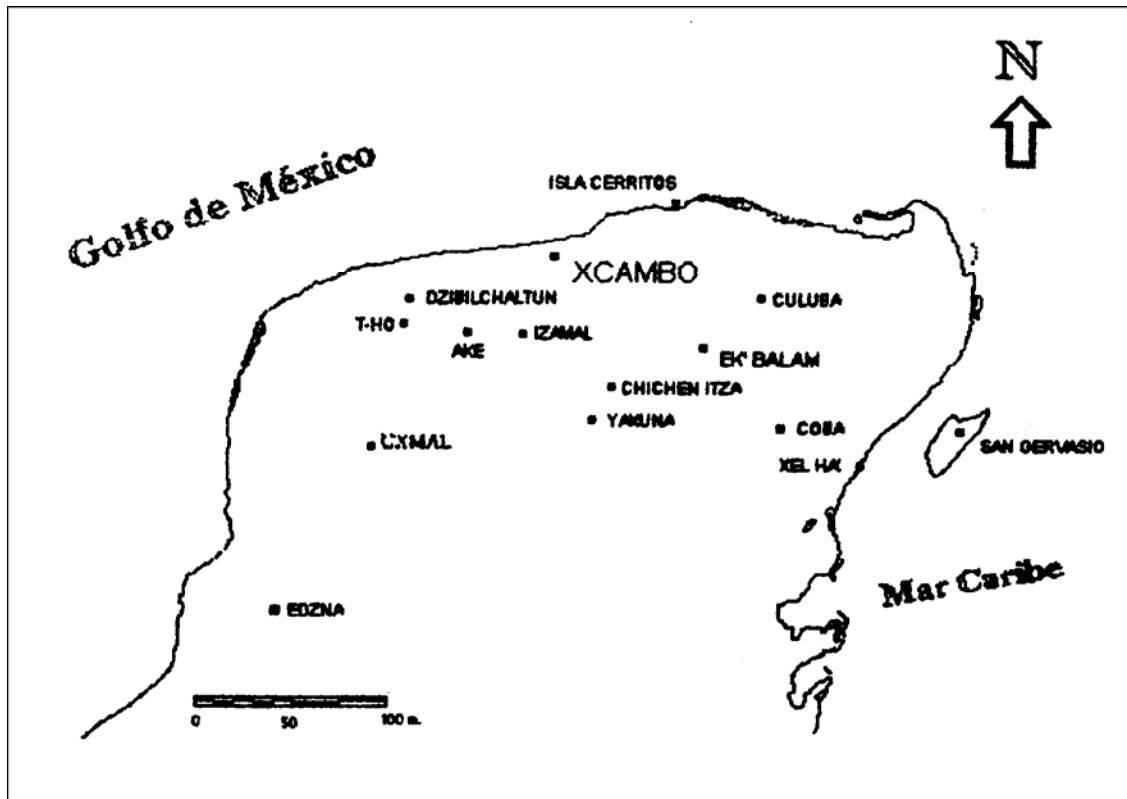 N
Golfo de México
ISLA CERRITOS
XCAMBO
DZIBILCHALTUN
CULUBA
T-HO
AKE
IZAMAL
EK' BALAM
CHICHEN ITZA
YAKUNA
COBA
UXMAL
XEL HA'
SAN GERVASIO
Mar Caribe
EDZNA
0 50 100 m.